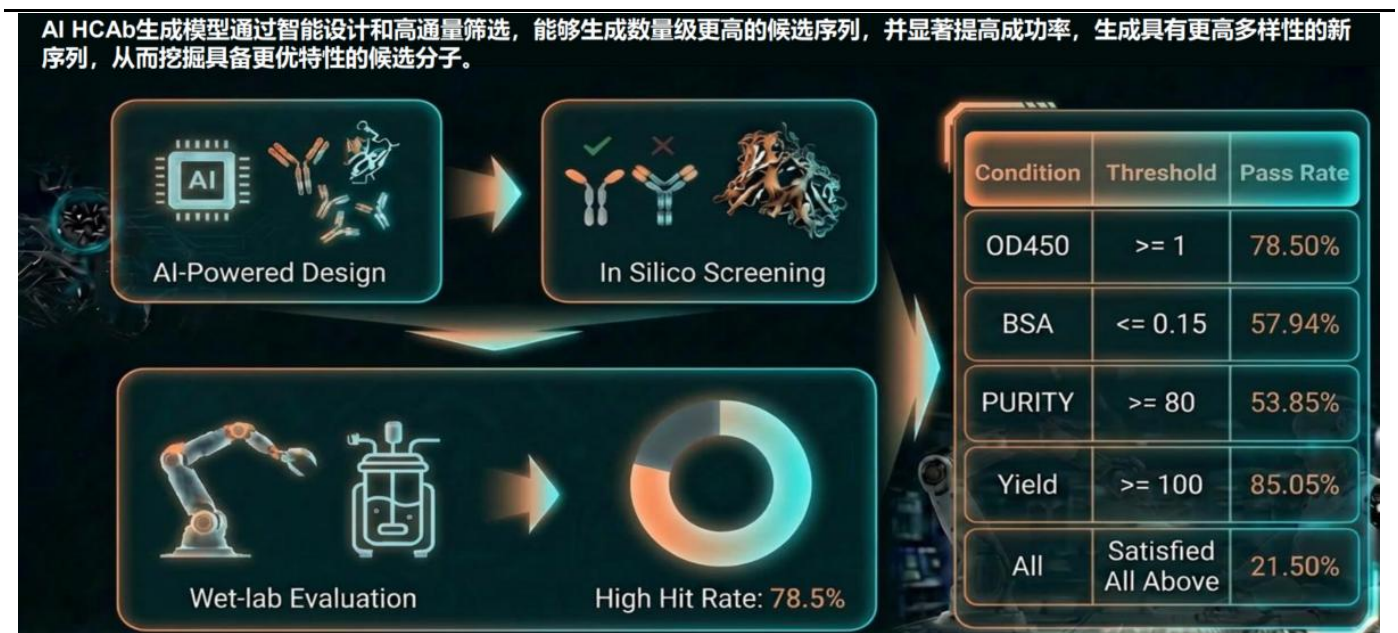 AI HCAb生成模型通过智能设计和高通量筛选，能够生成数量级更高的候选序列，并显著提高成功率，生成具有更高多样性的新
序列，从而挖掘具备更优特性的候选分子。
AI
AI-Powered Design
In Silico Screening
Wet-lab Evaluation
High Hit Rate: 78.5%
Condition Threshold Pass Rate
OD450 >= 1 78.50%
BSA <= 0.15 57.94%
PURITY >= 80 53.85%
Yield >= 100 85.05%
All Satisfied All Above 21.50%